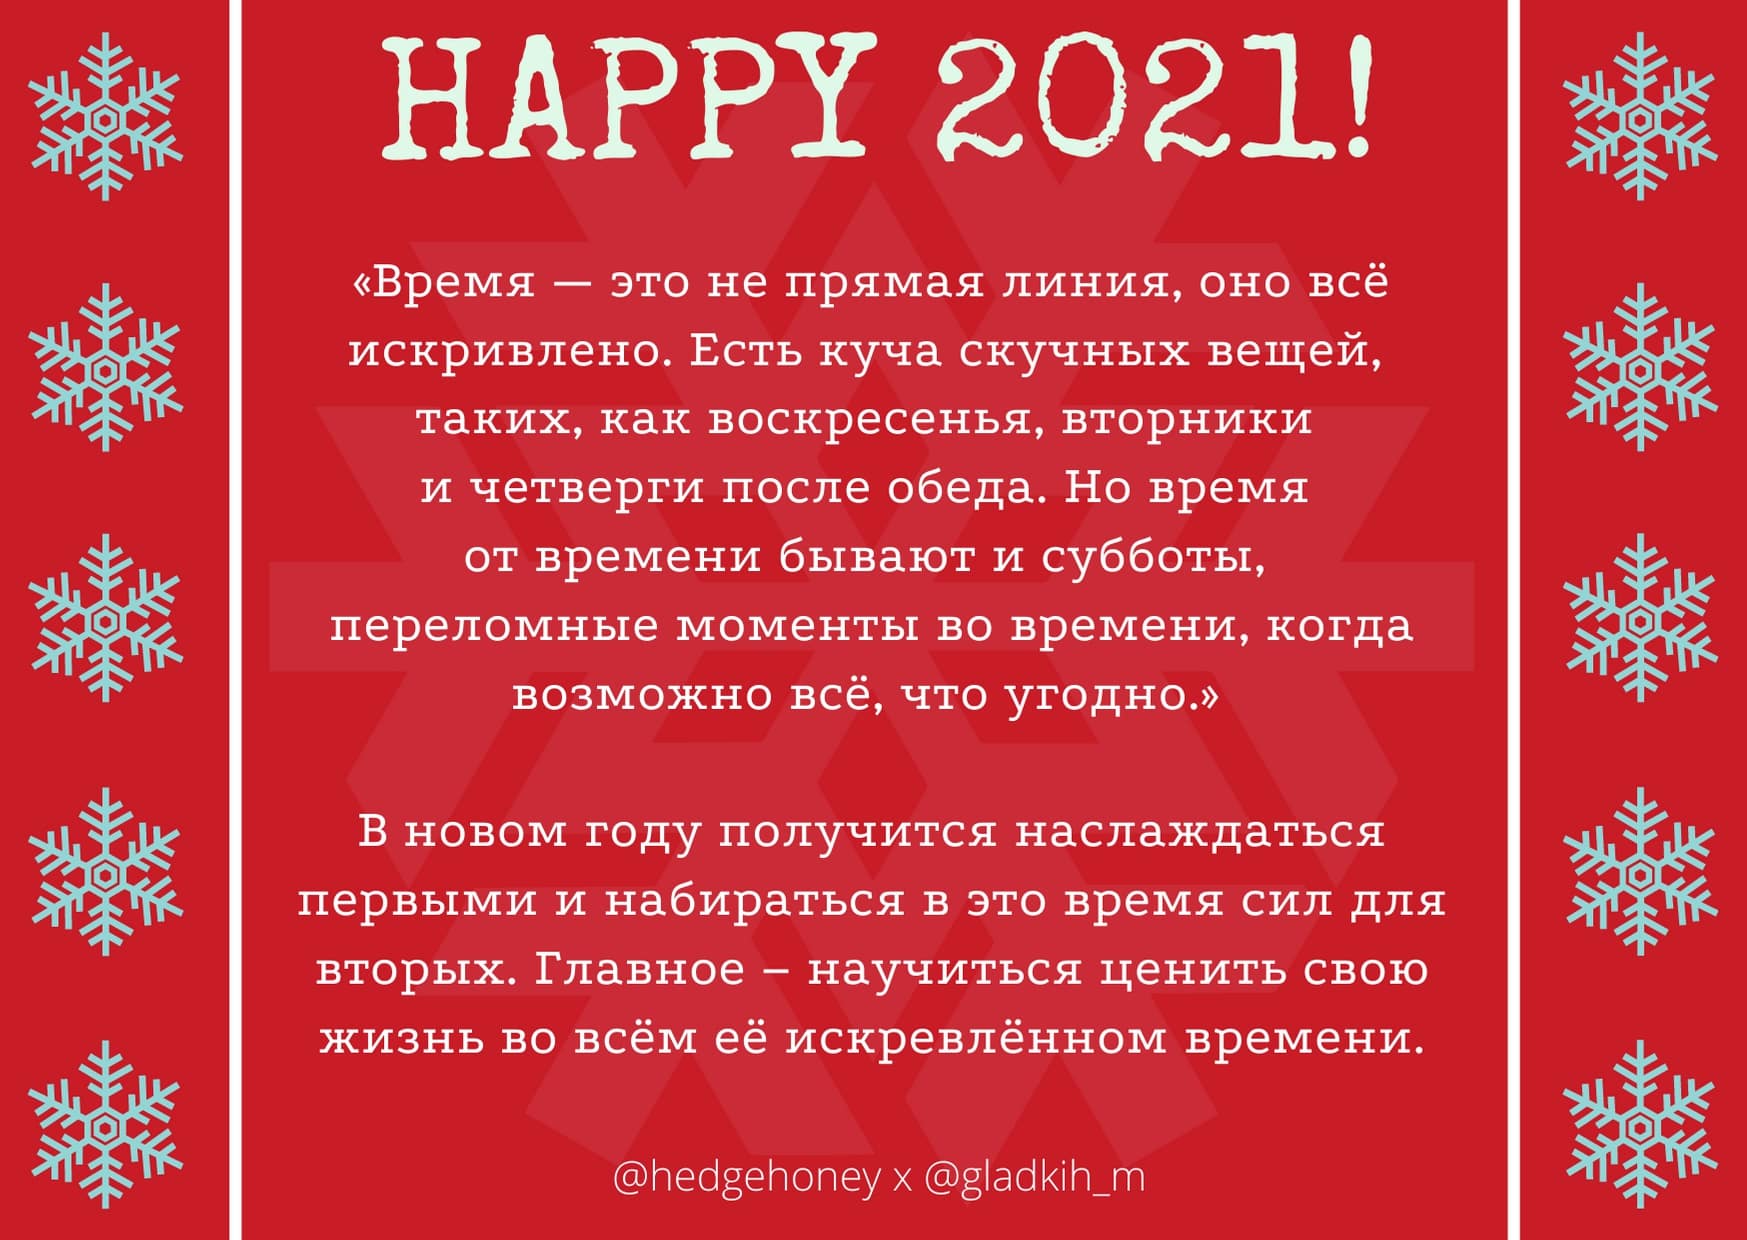 HAPPY 2021!
«Время — это не прямая линия, оно всё
искривлено. Есть куча скучных вещей,
таких, как воскресенья, вторники
и четверги после обеда. Но время
от времени бывают и субботы,
переломные моменты во времени, когда
возможно всё, что угодно.»
В новом году получится наслаждаться
первыми и набираться в это время сил для
вторых. Главное – научиться ценить свою
жизнь во всём её искревлённом времени.
@hedgehoney x @gladkih_m